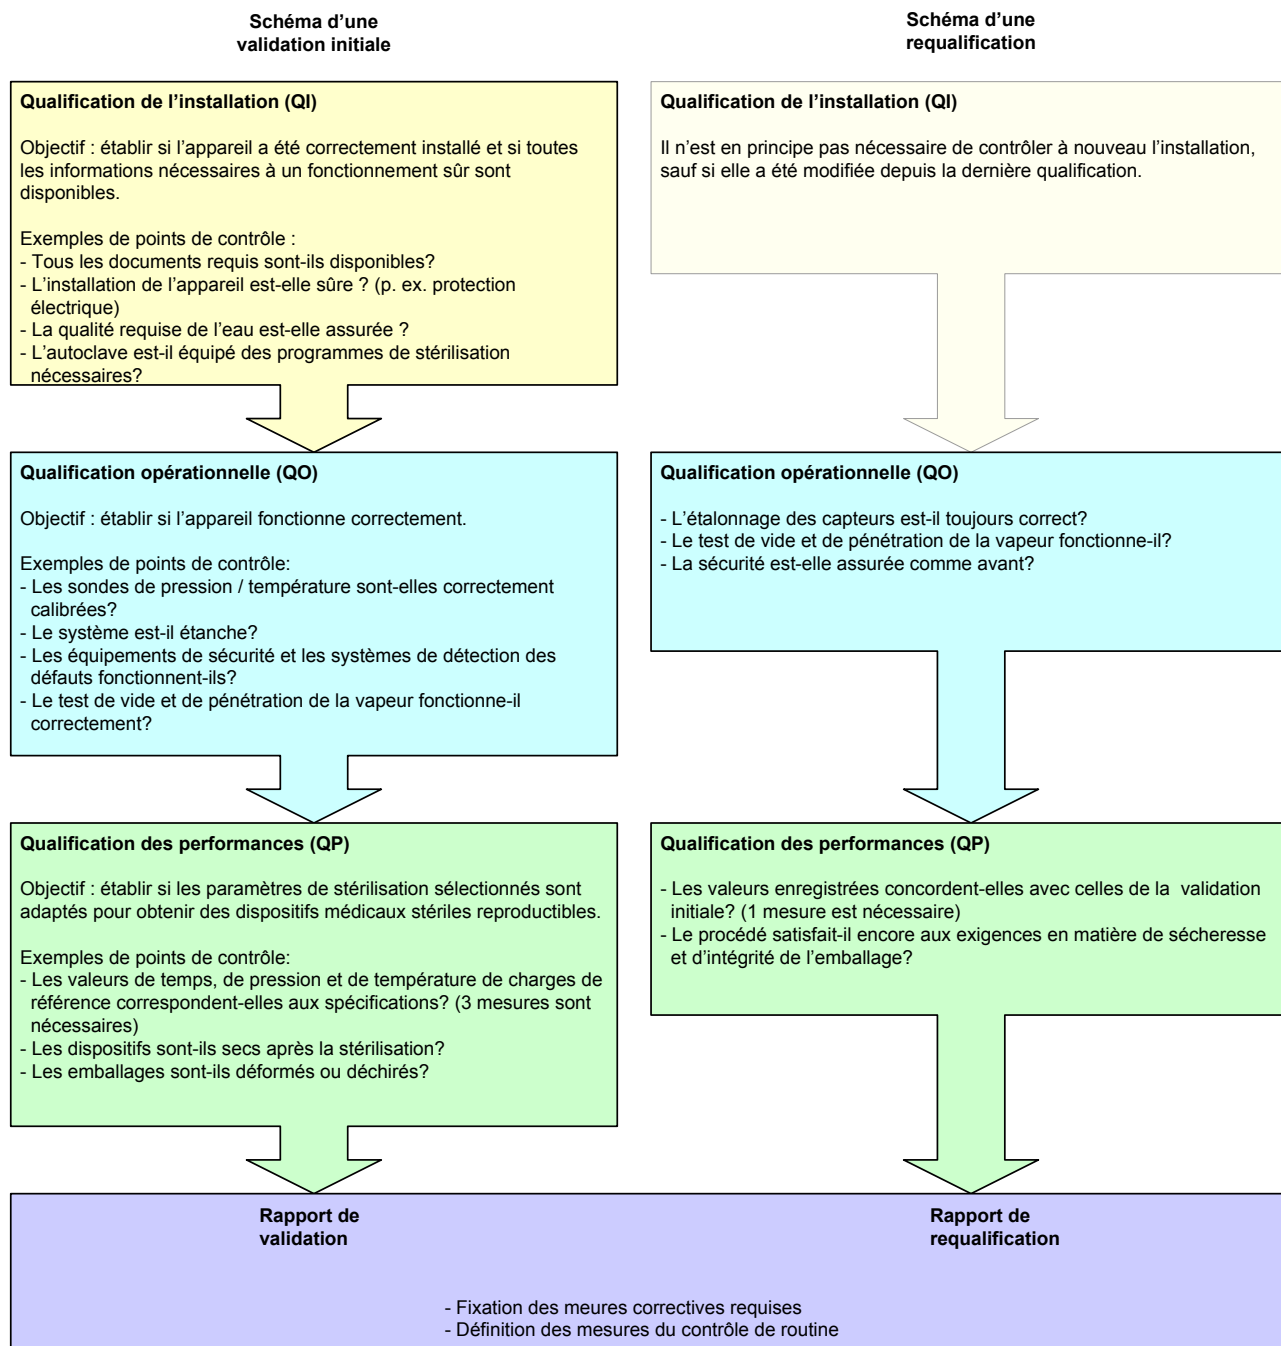 Schéma d’une
validation initiale
Schéma d’une
requalification
Qualification de l’installation (QI)
Objectif : établir si l’appareil a été correctement installé et si toutes
les informations nécessaires à un fonctionnement sûr sont
disponibles.
Exemples de points de contrôle :
- Tous les documents requis sont-ils disponibles?
- L’installation de l’appareil est-elle sûre ? (p. ex. protection
électrique)
- La qualité requise de l’eau est-elle assurée ?
- L’autoclave est-il équipé des programmes de stérilisation
nécessaires?
Qualification de l’installation (QI)
Il n’est en principe pas nécessaire de contrôler à nouveau l’installation,
sauf si elle a été modifiée depuis la dernière qualification.
Qualification opérationnelle (QO)
Objectif : établir si l’appareil fonctionne correctement.
Exemples de points de contrôle:
- Les sondes de pression / température sont-elles correctement
calibrées?
- Le système est-il étanche?
- Les équipements de sécurité et les systèmes de détection des
défauts fonctionnent-ils?
- Le test de vide et de pénétration de la vapeur fonctionne-il
correctement?
Qualification opérationnelle (QO)
- L’étalonnage des capteurs est-il toujours correct?
- Le test de vide et de pénétration de la vapeur fonctionne-il?
- La sécurité est-elle assurée comme avant?
Qualification des performances (QP)
Objectif : établir si les paramètres de stérilisation sélectionnés sont
adaptés pour obtenir des dispositifs médicaux stériles reproductibles.
Exemples de points de contrôle:
- Les valeurs de temps, de pression et de température de charges de
référence correspondent-elles aux spécifications? (3 mesures sont
nécessaires)
- Les dispositifs sont-ils secs après la stérilisation?
- Les emballages sont-ils déformés ou déchirés?
Qualification des performances (QP)
- Les valeurs enregistrées concordent-elles avec celles de la validation
initiale? (1 mesure est nécessaire)
- Le procédé satisfait-il encore aux exigences en matière de sécheresse
et d’intégrité de l’emballage?
Rapport de
validation
Rapport de
requalification
- Fixation des meures correctives requises
- Définition des mesures du contrôle de routine